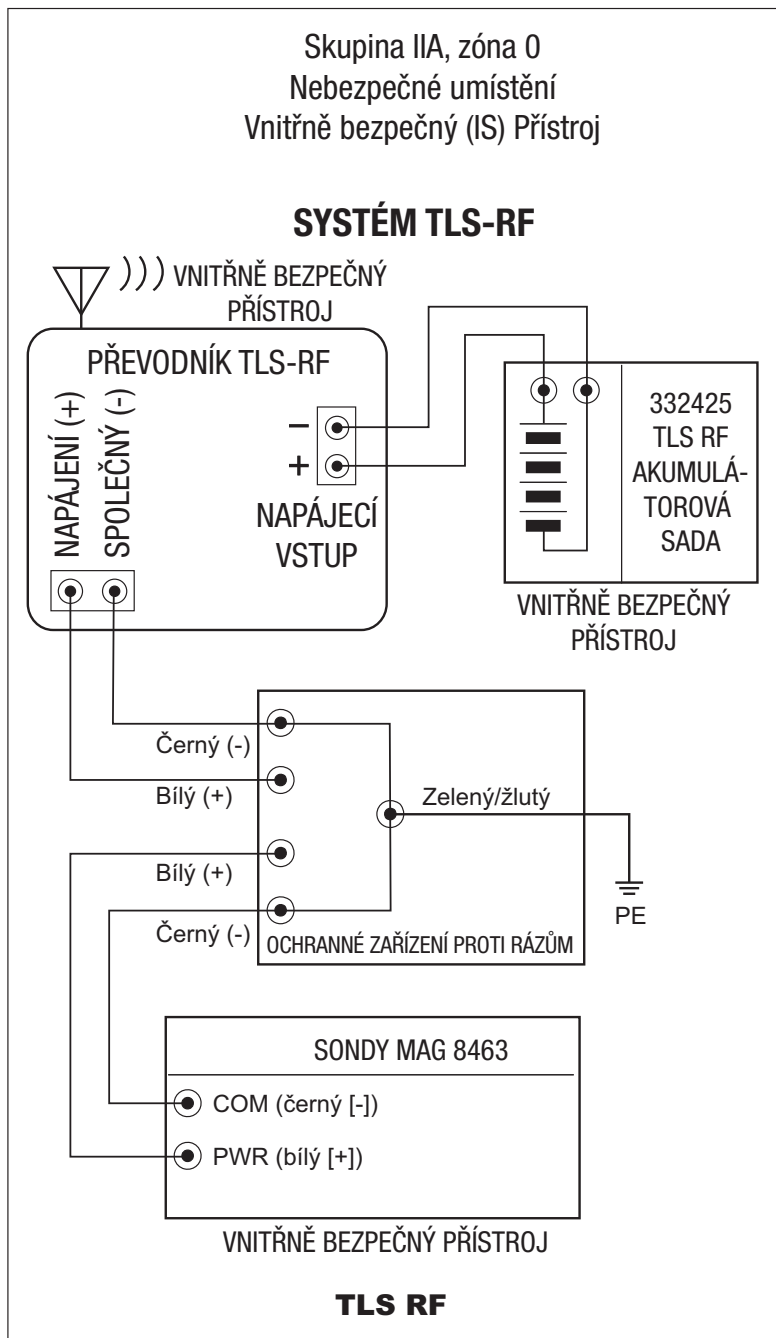 Skupina IIA, zóna 0
Nebezpečné umístění
Vnitřně bezpečný (IS) Přístroj
SYSTÉM TLS-RF
VNITŘNĚ BEZPEČNÝ
PŘÍSTROJ
PŘEVODNÍK TLS-RF
NAPÁJENÍ (+)
SPOLEČNÝ (-)
−
+
NAPÁJECÍ
VSTUP
332425
TLS RF
AKUMULÁ-
TOROVÁ
SADA
VNITŘNĚ BEZPEČNÝ
PŘÍSTROJ
Černý (-)
Bílý (+)
Zelený/žlutý
Bílý (+)
Černý (-)
PE
OCHRANNÉ ZAŘÍZENÍ PROTI RÁZŮM
SONDY MAG 8463
COM (černý [-])
PWR (bílý [+])
VNITŘNĚ BEZPEČNÝ PŘÍSTROJ
TLS RF